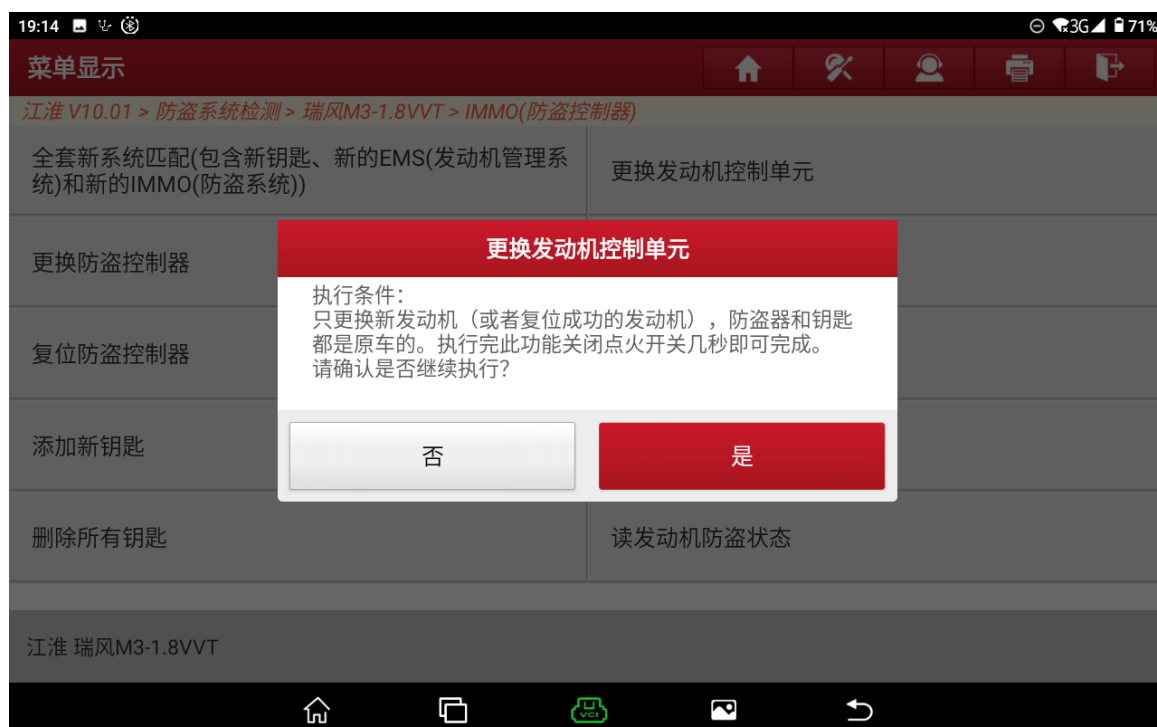 19:14
3G 71%
菜单显示
江淮 V10.01 > 防盗系统检测 > 瑞风M3-1.8VVT > IMMO(防盗控制器)
全套新系统匹配(包含新钥匙、新的EMS(发动机管理系
统)和新的IMMO(防盗系统))
更换发动机控制单元
更换防盗控制器
更换发动机控制单元
执行条件：
只更换新发动机（或者复位成功的发动机），防盗器和钥匙
都是原车的。执行完此功能关闭点火开关几秒即可完成。
请确认是否继续执行？
否
是
复位防盗控制器
添加新钥匙
删除所有钥匙
读发动机防盗状态
江淮 瑞风M3-1.8VVT
VCI